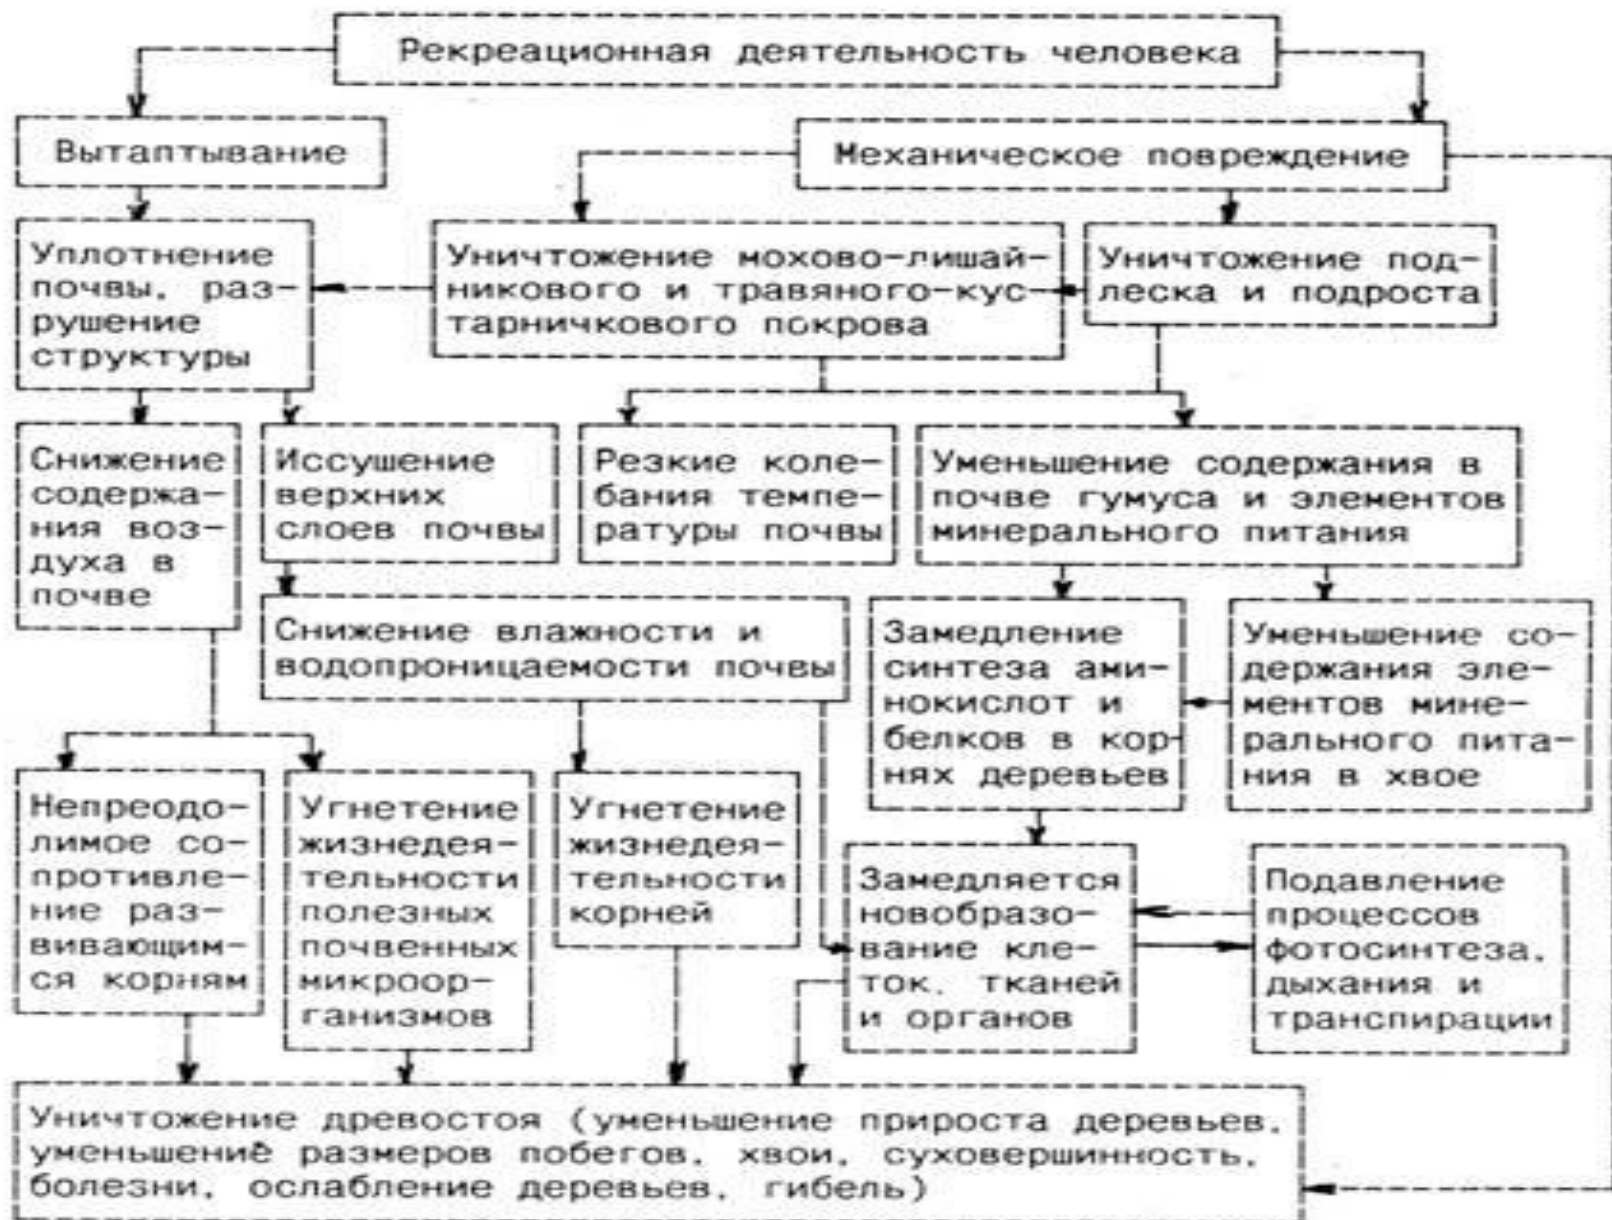 Рекреационная деятельность человека
Вытаптывание
Механическое повреждение
Уплотнение
почвы, раз-
рушение
структуры
Уничтожение мохово-лишай-
никового и травяного-кус-
тарничкового покрова
Уничтожение под-
леска и подроста
Снижение
содержа-
ния воз-
духа в
почве
Иссушение
верхних
слоев почвы
Резкие коле-
бания темпе-
ратуры почвы
Уменьшение содержания в
почве гумуса и элементов
минерального питания
Снижение влажности и
водопроницаемости почвы
Замедление
синтеза ами-
нокислот и
белков в кор-
нях деревьев
Уменьшение со-
держания эле-
ментов мине-
рального пита-
ния в хвое
Непреодо-
лимое со-
противле-
ние раз-
вивающим-
ся корням
Угнетение
жизнедея-
тельности
полезных
почвенных
микроор-
ганизмов
Угнетение
жизнедея-
тельности
корней
Замедляется
новобразо-
вание кле-
ток, тканей
и органов
Подавление
процессов
фотосинтеза,
дыхания и
транспирации
Уничтожение древостоя (уменьшение прироста деревьев,
уменьшение размеров побегов, хвои, суховершинность,
болезни, ослабление деревьев, гибель)